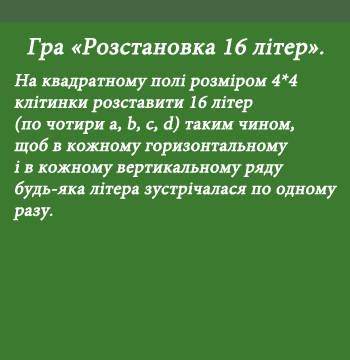 Гра «Розстановка 16 літер».
На квадратному полі розміром 4*4
клітинки розставити 16 літер
(по чотири a, b, c, d) таким чином,
щоб в кожному горизонтальному
і в кожному вертикальному ряду
будь-яка літера зустрічалася по одному
разу.